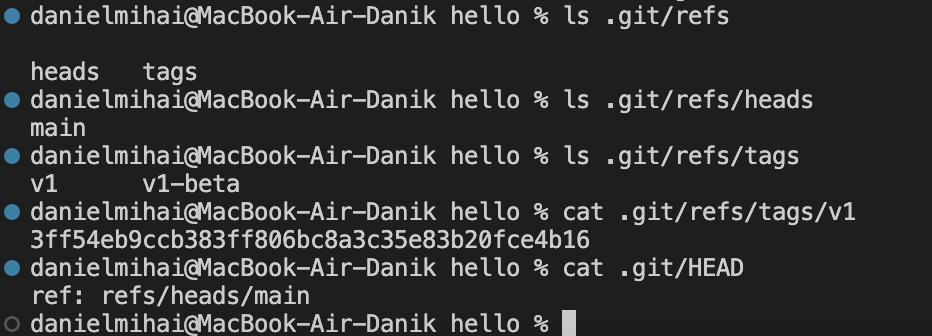 danielmihai@MacBook-Air-Danik hello % ls .git/refs
heads tags
danielmihai@MacBook-Air-Danik hello % ls .git/refs/heads
main
danielmihai@MacBook-Air-Danik hello % ls .git/refs/tags
v1 v1-beta
danielmihai@MacBook-Air-Danik hello % cat .git/refs/tags/v1
3ff54eb9ccb383ff806bc8a3c35e83b20fce4b16
danielmihai@MacBook-Air-Danik hello % cat .git/HEAD
ref: refs/heads/main
danielmihai@MacBook-Air-Danik hello %